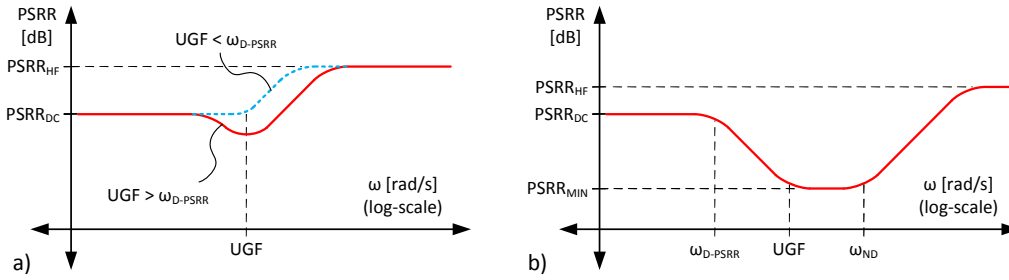 PSRR
[dB]
UGF < ωD-PSRR
PSRRHF
PSRRDC
UGF > ωD-PSRR
ω [rad/s]
(log-scale)
UGF
a)
PSRR
[dB]
PSRRHF
PSRRDC
PSRRMIN
ω [rad/s]
(log-scale)
ωD-PSRR
UGF
ωND
b)